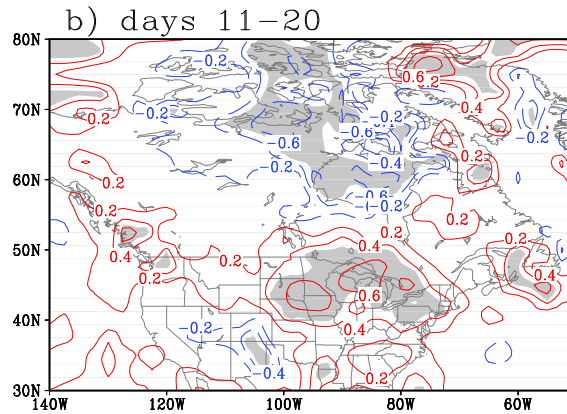 b) days 11−20
80N
−0.2 −0.2 0.6 0.2
70N
0.2 −0.2 −0.2 0.4 −0.2
−0.6 −0.6 0.2
−0.2 −0.4
60N
0.2 0.2
−0.6 −0.2
0.2 0.2
50N
0.4 0.2 0.2 0.4 0.2 0.4
0.6
40N
−0.2 0.4
−0.4 0.2
30N
140W 120W 100W 80W 60W